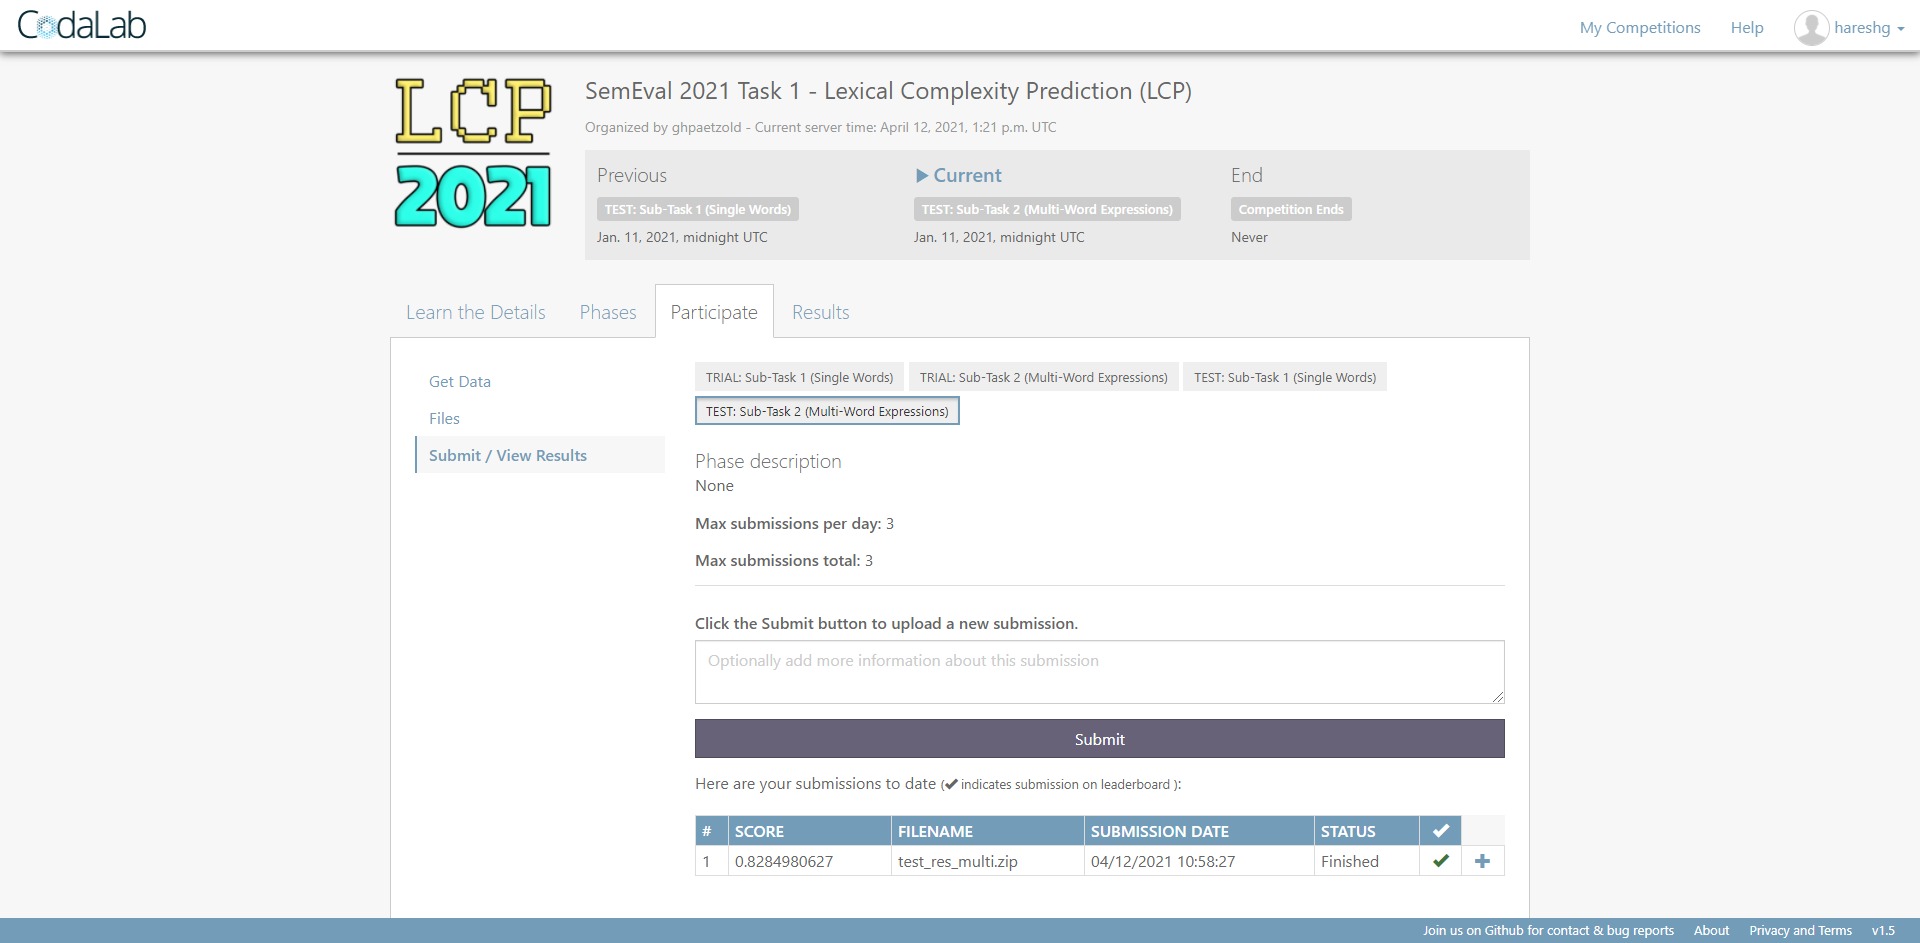 CodaLab
My Competitions Help hareshg
LCP
2021
SemEval 2021 Task 1 - Lexical Complexity Prediction (LCP)
Organized by ghpaetzold - Current server time: April 12, 2021, 1:21 p.m. UTC
Previous
TEST: Sub-Task 1 (Single Words)
Jan. 11, 2021, midnight UTC
Current
TEST: Sub-Task 2 (Multi-Word Expressions)
Jan. 11, 2021, midnight UTC
End
Competition Ends
Never
Learn the Details Phases Participate Results
Get Data
Files
Submit / View Results
TRIAL: Sub-Task 1 (Single Words) TRIAL: Sub-Task 2 (Multi-Word Expressions) TEST: Sub-Task 1 (Single Words)
TEST: Sub-Task 2 (Multi-Word Expressions)
Phase description
None
Max submissions per day: 3
Max submissions total: 3
Click the Submit button to upload a new submission.
Optionally add more information about this submission
Submit
Here are your submissions to date (✔ indicates submission on leaderboard ):
# SCORE FILENAME SUBMISSION DATE STATUS ✔
1 0.8284980627 test_res_multi.zip 04/12/2021 10:58:27 Finished ✔ +
Join us on Github for contact & bug reports About Privacy and Terms v1.5